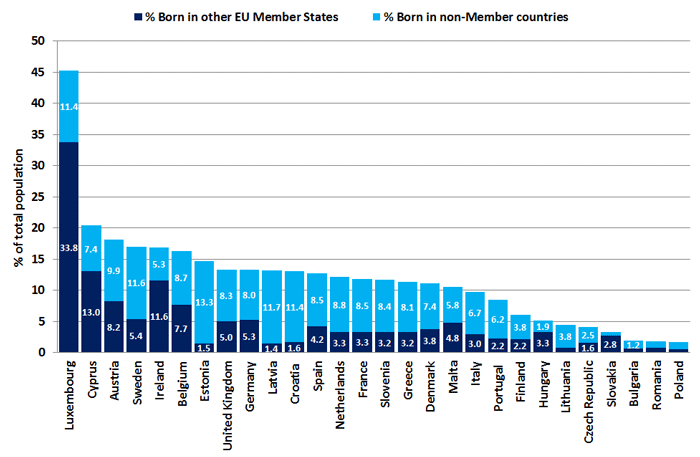 % Born in other EU Member States
% Born in non-Member countries
50
45
40
35
30
25
20
15
10
5
0
% of total population
11.4
33.8
7.4
13.0
9.9
8.2
11.6
5.4
5.3
11.6
8.7
7.7
13.3
1.5
8.3
5.0
8.0
5.3
11.7
1.4
11.4
1.6
8.5
4.2
8.8
3.3
8.5
3.3
8.4
3.2
8.1
3.2
7.4
3.8
5.8
4.8
6.7
3.0
6.2
2.2
3.8
2.2
1.9
3.3
3.8
2.5
1.6
2.8
1.2
Luxembourg
Cyprus
Austria
Sweden
Ireland
Belgium
Estonia
United Kingdom
Germany
Latvia
Croatia
Spain
Netherlands
France
Slovenia
Greece
Denmark
Malta
Italy
Portugal
Finland
Hungary
Lithuania
Czech Republic
Slovakia
Bulgaria
Romania
Poland